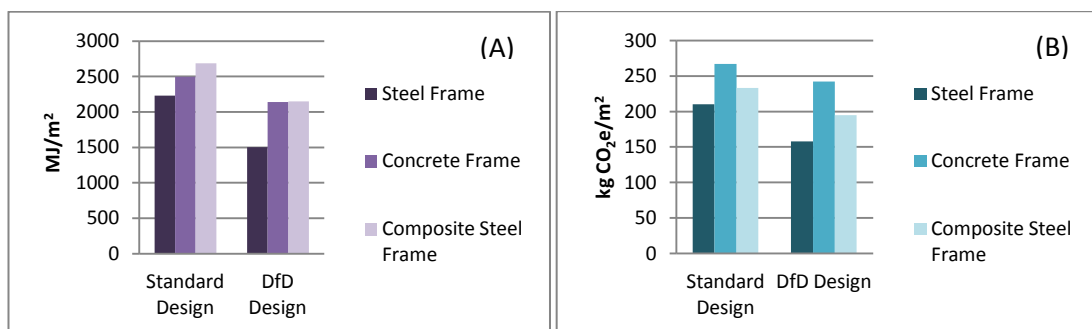 (A)
3000
2500
2000
1500
1000
500
0
MJ/m²
Standard
Design
DfD
Design
Steel Frame
Concrete Frame
Composite Steel
Frame
(B)
300
250
200
150
100
50
0
kg CO₂e/m²
Standard
Design
DfD Design
Steel Frame
Concrete Frame
Composite Steel
Frame